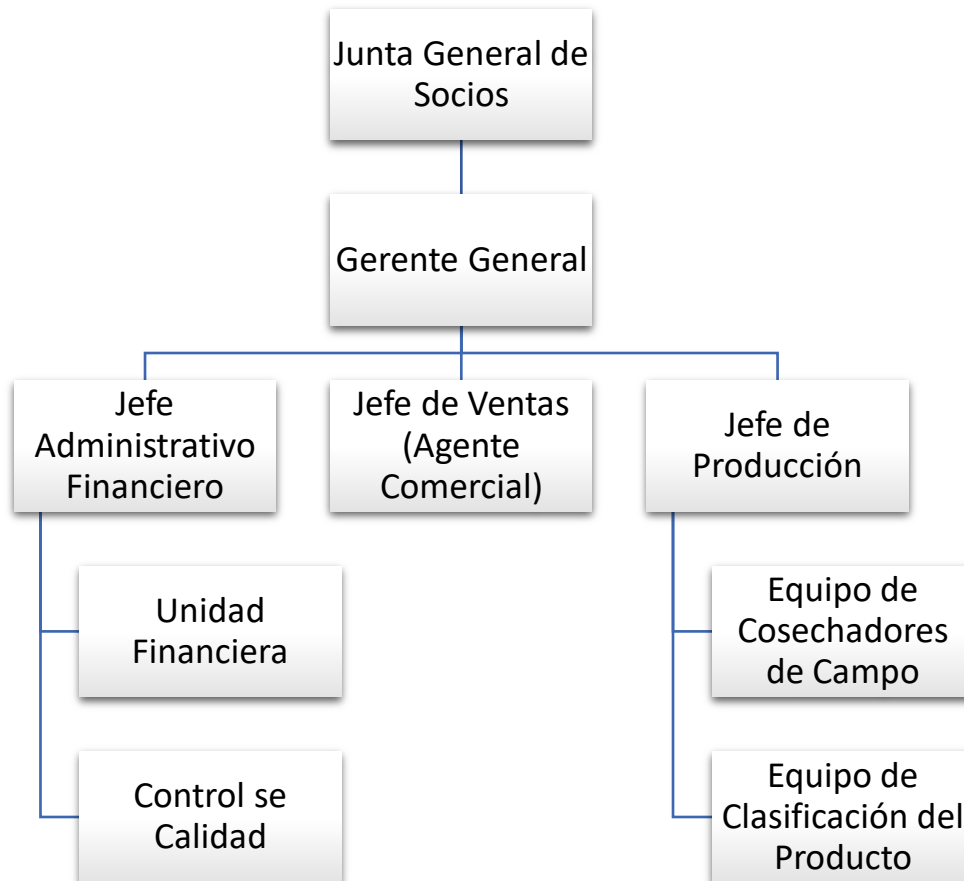 Junta General de
Socios
Gerente General
Jefe
Administrativo
Financiero
Jefe de Ventas
(Agente
Comercial)
Jefe de
Producción
Unidad
Financiera
Equipo de
Cosechadores
de Campo
Control se
Calidad
Equipo de
Clasificación del
Producto